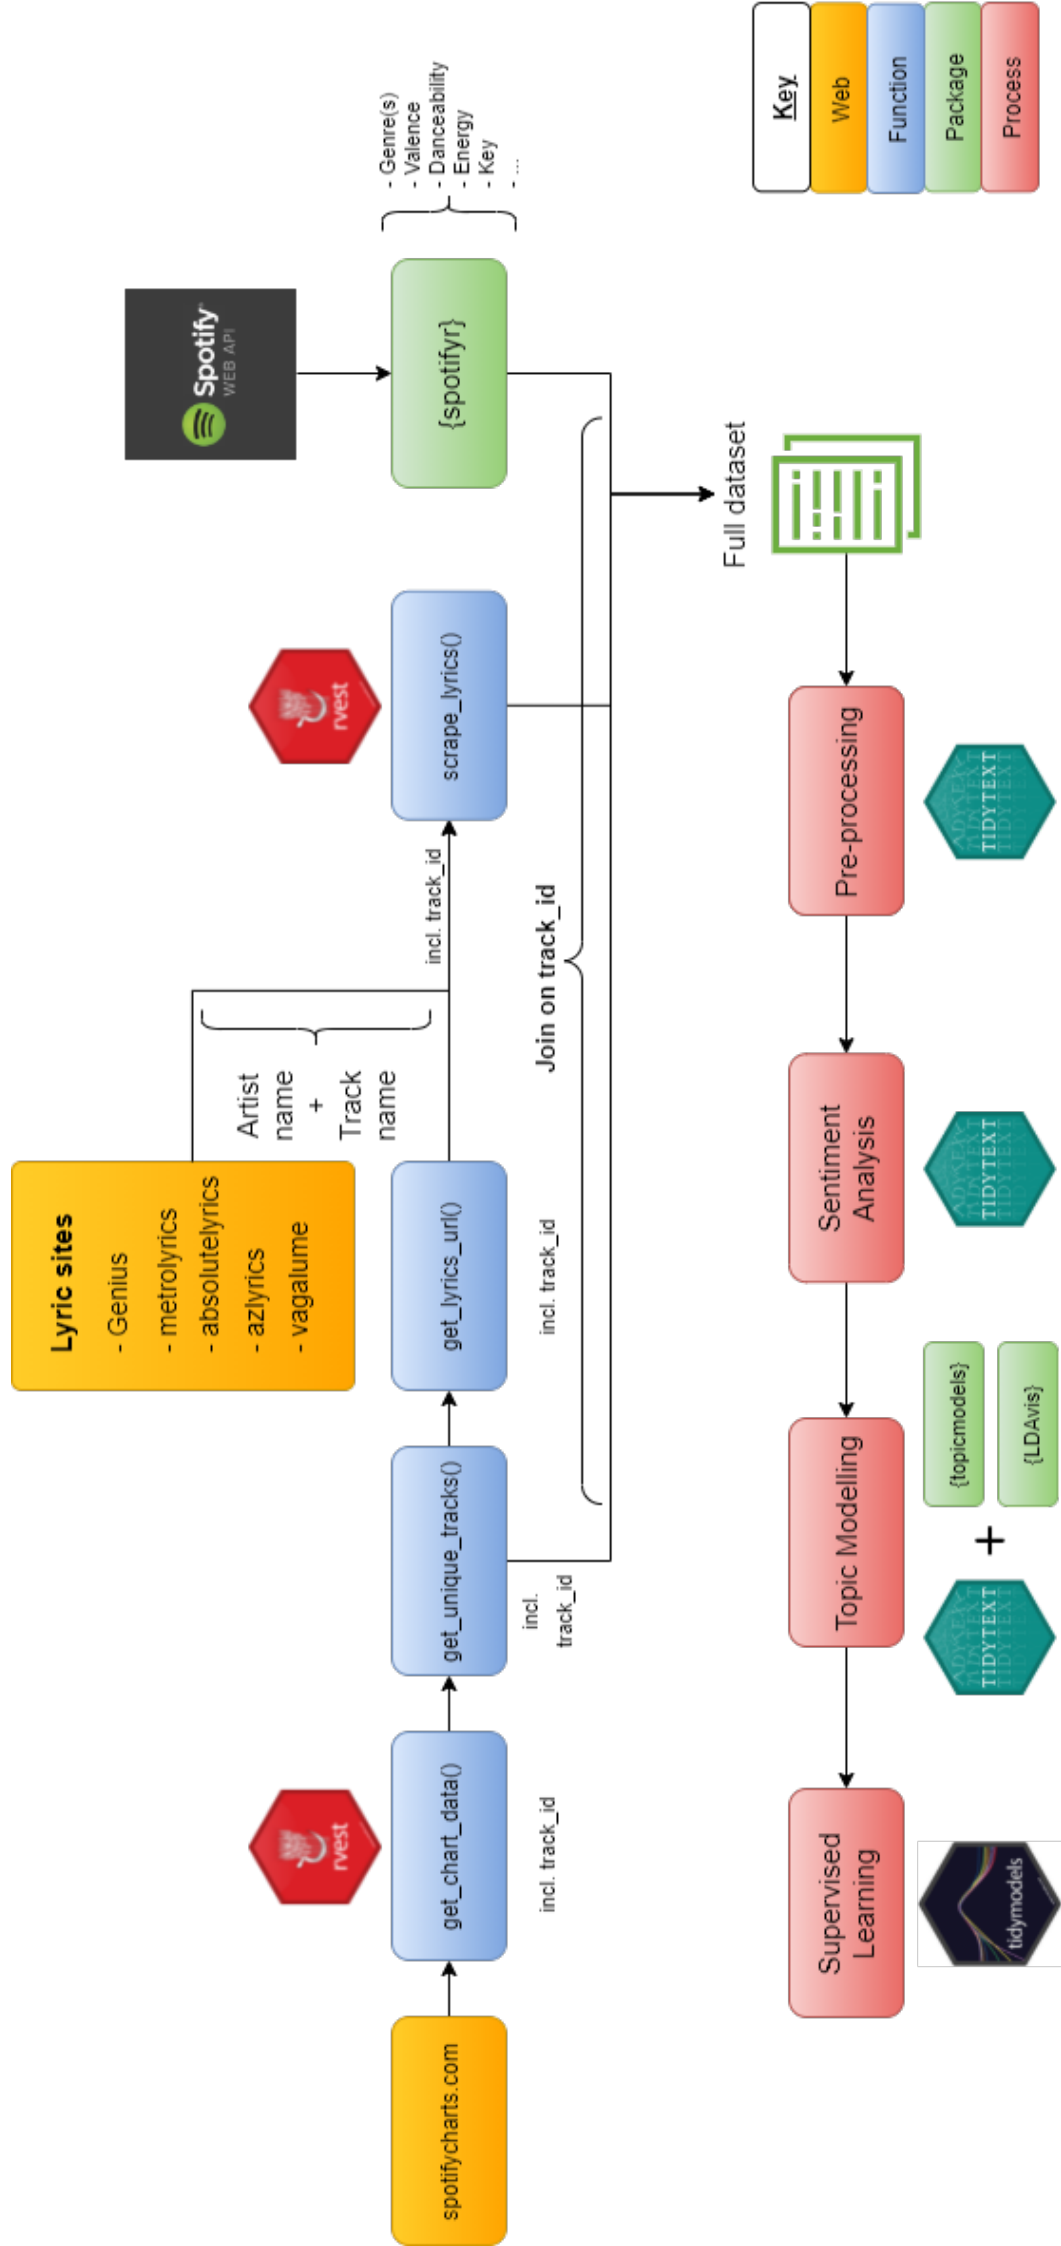 Lyric sites
- Genius
- metrolyrics
- absolutelyrics
- azlyrics
- vagalume
Artist
name
+
Track
name
Spotify
WEB API
rvest
rvest
spotifycharts.com
get_chart_data()
get_unique_tracks()
get_lyrics_url()
scrape_lyrics()
{spotifyr}
- Genre(s)
- Valence
- Danceability
- Energy
- Key
- ...
incl. track_id
incl. track_id
incl.
track_id
incl. track_id
Join on track_id
Full dataset
Supervised
Learning
Topic Modelling
Sentiment
Analysis
Pre-processing
tidymodels
TIDYTEXT
+
{topicmodels}
{LDAvis}
TIDYTEXT
TIDYTEXT
Key
Web
Function
Package
Process